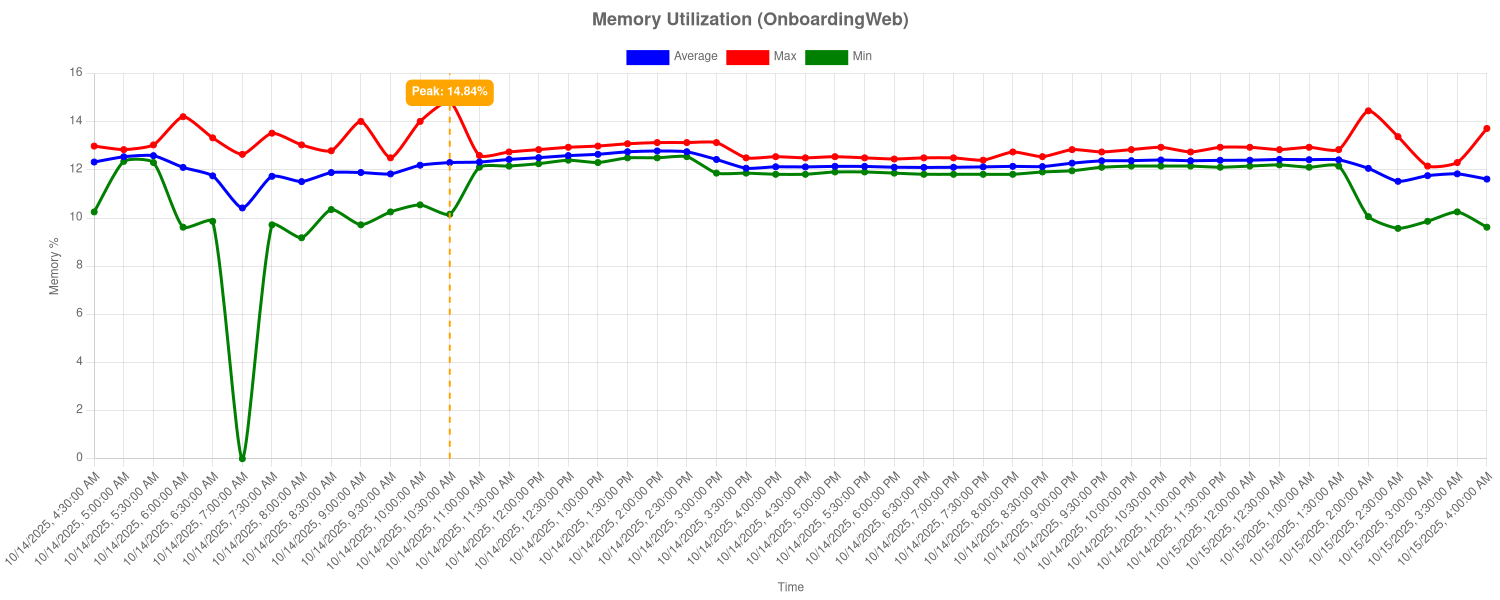 Memory Utilization (OnboardingWeb)
Average Max Min
Peak: 14.84%
16
14
12
10
8
6
4
2
0
Memory %
10/14/2025, 4:30:00 AM
10/14/2025, 5:00:00 AM
10/14/2025, 5:30:00 AM
10/14/2025, 6:00:00 AM
10/14/2025, 6:30:00 AM
10/14/2025, 7:00:00 AM
10/14/2025, 7:30:00 AM
10/14/2025, 8:00:00 AM
10/14/2025, 8:30:00 AM
10/14/2025, 9:00:00 AM
10/14/2025, 9:30:00 AM
10/14/2025, 10:00:00 AM
10/14/2025, 10:30:00 AM
10/14/2025, 11:00:00 AM
10/14/2025, 11:30:00 AM
10/14/2025, 12:00:00 PM
10/14/2025, 12:30:00 PM
10/14/2025, 1:00:00 PM
10/14/2025, 1:30:00 PM
10/14/2025, 2:00:00 PM
10/14/2025, 2:30:00 PM
10/14/2025, 3:00:00 PM
10/14/2025, 3:30:00 PM
10/14/2025, 4:00:00 PM
10/14/2025, 4:30:00 PM
10/14/2025, 5:00:00 PM
10/14/2025, 5:30:00 PM
10/14/2025, 6:00:00 PM
10/14/2025, 6:30:00 PM
10/14/2025, 7:00:00 PM
10/14/2025, 7:30:00 PM
10/14/2025, 8:00:00 PM
10/14/2025, 8:30:00 PM
10/14/2025, 9:00:00 PM
10/14/2025, 9:30:00 PM
10/14/2025, 10:00:00 PM
10/14/2025, 10:30:00 PM
10/14/2025, 11:00:00 PM
10/14/2025, 11:30:00 PM
10/15/2025, 12:00:00 AM
10/15/2025, 12:30:00 AM
10/15/2025, 1:00:00 AM
10/15/2025, 1:30:00 AM
10/15/2025, 2:00:00 AM
10/15/2025, 2:30:00 AM
10/15/2025, 3:00:00 AM
10/15/2025, 3:30:00 AM
10/15/2025, 4:00:00 AM
Time